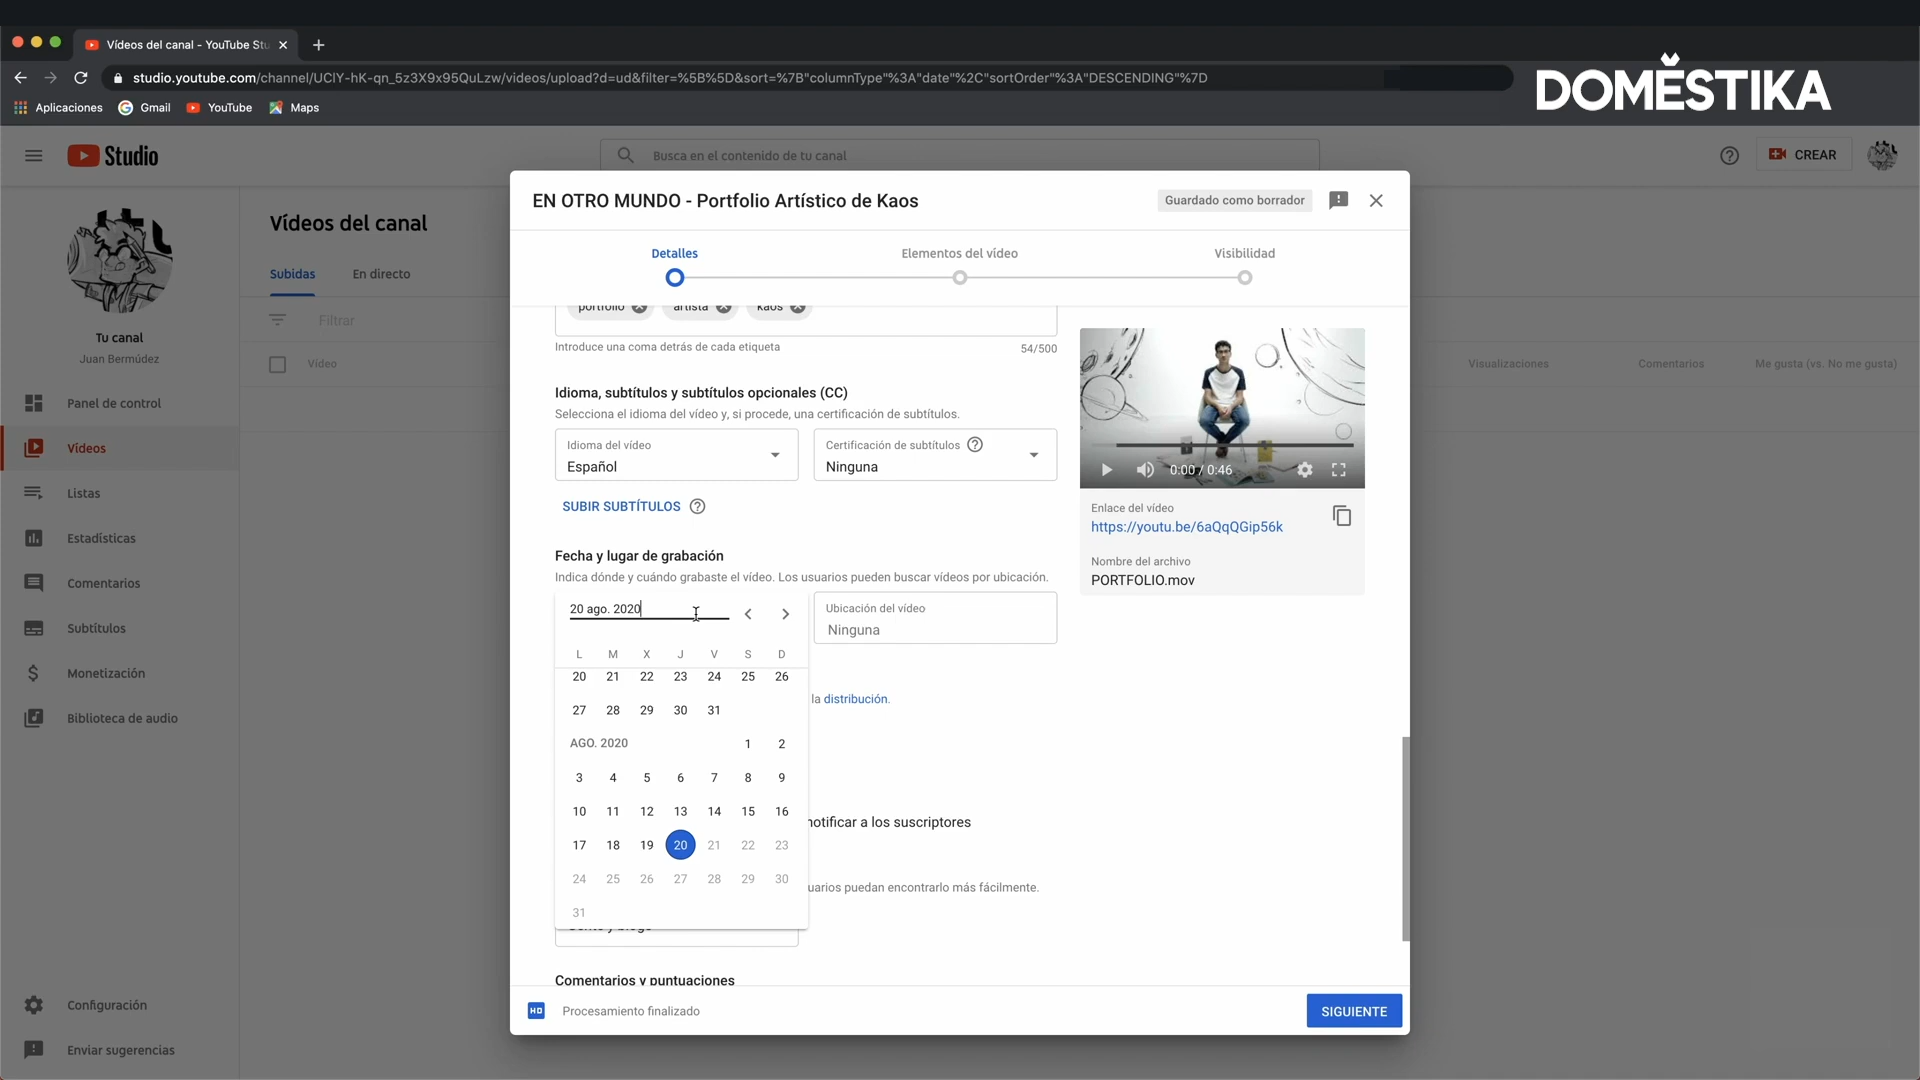 Vídeos del canal - YouTube Stu
studio.youtube.com/channel/UClY-hK-qn_5z3X9x95QuLzw/videos/upload?d=ud&filter=%5B%5D&sort=%7B"columnType"%3A"date"%2C"sortOrder"%3A"DESCENDING"%7D
Aplicaciones Gmail YouTube Maps
DOMESTIKA
Studio
Busca en el contenido de tu canal
CREAR
Tu canal
Juan Bermúdez
Panel de control
Vídeos
Listas
Estadísticas
Comentarios
Subtítulos
Monetización
Biblioteca de audio
Configuración
Enviar sugerencias
Vídeos del canal
Subidas En directo
Filtrar
Vídeo
Visualizaciones Comentarios Me gusta (vs. No me gusta)
EN OTRO MUNDO - Portfolio Artístico de Kaos
Guardado como borrador
Detalles Elementos del vídeo Visibilidad
portfolio artista kaos
Introduce una coma detrás de cada etiqueta 54/500
Idioma, subtítulos y subtítulos opcionales (CC)
Selecciona el idioma del vídeo y, si procede, una certificación de subtítulos.
Idioma del vídeo
Español
Certificación de subtítulos
Ninguna
SUBIR SUBTÍTULOS
Fecha y lugar de grabación
Indica dónde y cuándo grabaste el vídeo. Los usuarios pueden buscar vídeos por ubicación.
20 ago. 2020
L M X J V S D
20 21 22 23 24 25 26
27 28 29 30 31
AGO. 2020 1 2
3 4 5 6 7 8 9
10 11 12 13 14 15 16
17 18 19 20 21 22 23
24 25 26 27 28 29 30
31
Ubicación del vídeo
Ninguna
la distribución.
notificar a los suscriptores
uarios puedan encontrarlo más fácilmente.
Comentarios y puntuaciones
0:00 / 0:46
Enlace del vídeo
https://youtu.be/6aQqQGip56k
Nombre del archivo
PORTFOLIO.mov
HD Procesamiento finalizado
SIGUIENTE